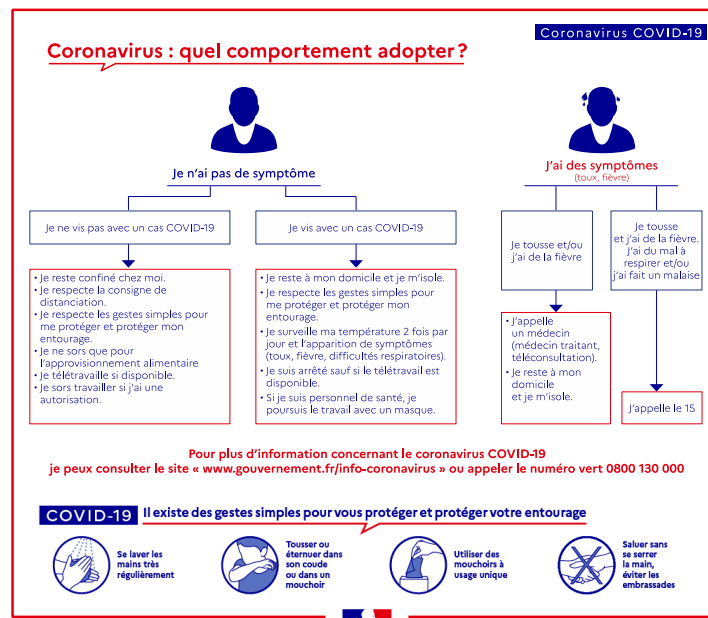 Coronavirus COVID-19
Coronavirus : quel comportement adopter ?
Je n'ai pas de symptôme
Je ne vis pas avec un cas COVID-19
• Je reste confiné chez moi.
• Je respecte la consigne de
distanciation.
• Je respecte les gestes simples pour
me protéger et protéger mon
entourage.
• Je ne sors que pour
l'approvisionnement alimentaire
• Je télétravaille si disponible.
• Je sors travailler si j'ai une
autorisation.
Je vis avec un cas COVID-19
• Je reste à mon domicile et je m'isole.
• Je respecte les gestes simples pour
me protéger et protéger mon
entourage.
• Je surveille ma température 2 fois par
jour et l'apparition de symptômes
(toux, fièvre, difficultés respiratoires).
• Je suis arrêté sauf si le télétravail est
disponible.
• Si je suis personnel de santé, je
poursuis le travail avec un masque.
J'ai des symptômes
(toux, fièvre)
Je tousse et/ou
j'ai de la fièvre
• J'appelle
un médecin
(médecin traitant,
téléconsultation).
• Je reste à mon
domicile
et je m'isole.
Je tousse
et j'ai de la fièvre.
J'ai du mal à
respirer et/ou
j'ai fait un malaise
J'appelle le 15
Pour plus d'information concernant le coronavirus COVID-19
je peux consulter le site « www.gouvernement.fr/info-coronavirus » ou appeler le numéro vert 0800 130 000
COVID-19 Il existe des gestes simples pour vous protéger et protéger votre entourage
Se laver les
mains très
régulièrement
Tousser ou
éternuer dans
son coude
ou dans un
mouchoir
Utiliser des
mouchoirs à
usage unique
Saluer sans
se serrer
la main,
éviter les
embrassades